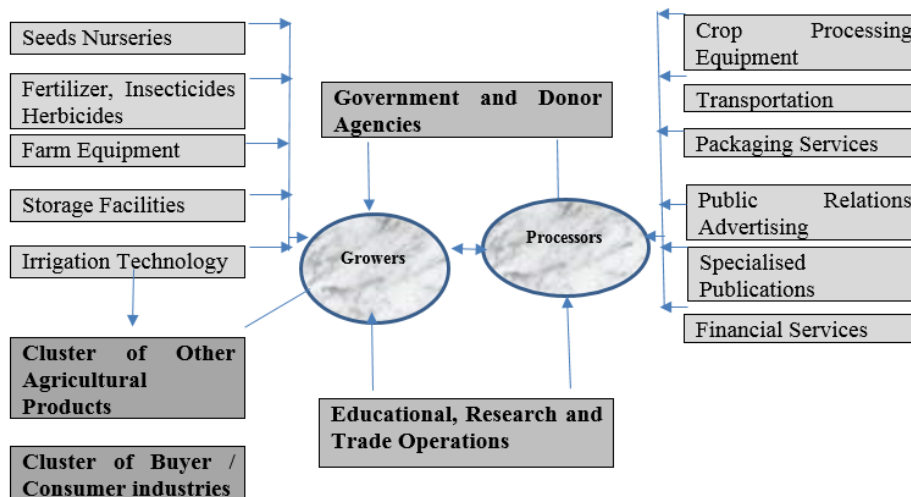 Seeds Nurseries
Fertilizer, Insecticides
Herbicides
Farm Equipment
Storage Facilities
Irrigation Technology
Cluster of Other
Agricultural
Products
Cluster of Buyer /
Consumer industries
Government and Donor
Agencies
Growers
Processors
Educational, Research and
Trade Operations
Crop Processing
Equipment
Transportation
Packaging Services
Public Relations
Advertising
Specialised
Publications
Financial Services